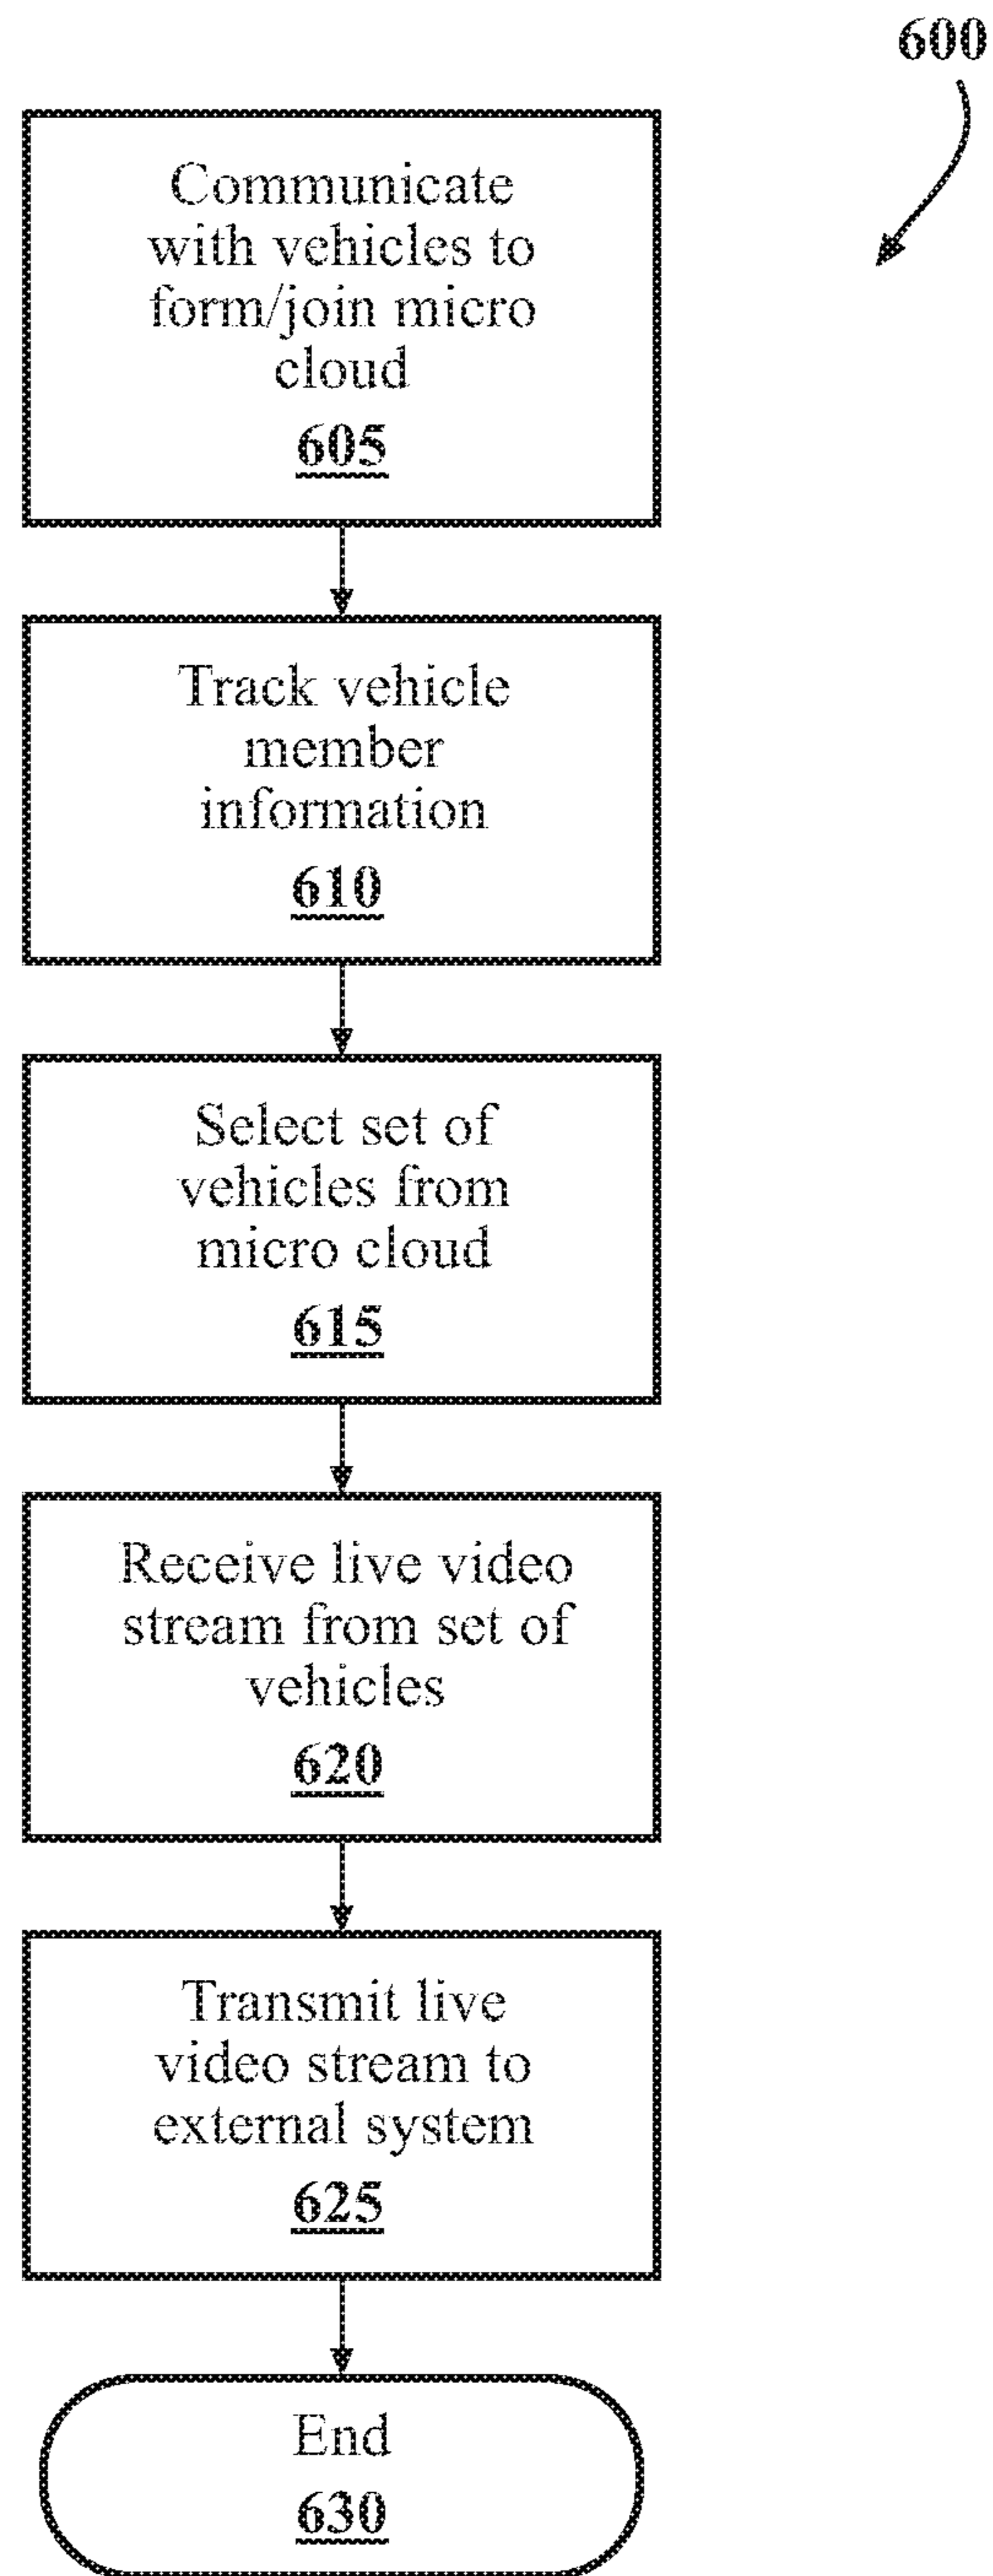 600
Communicate
with vehicles to
form/join micro
cloud
605
Track vehicle
member
information
610
Select set of
vehicles from
micro cloud
615
Receive live video
stream from set of
vehicles
620
Transmit live
video stream to
external system
625
End
630